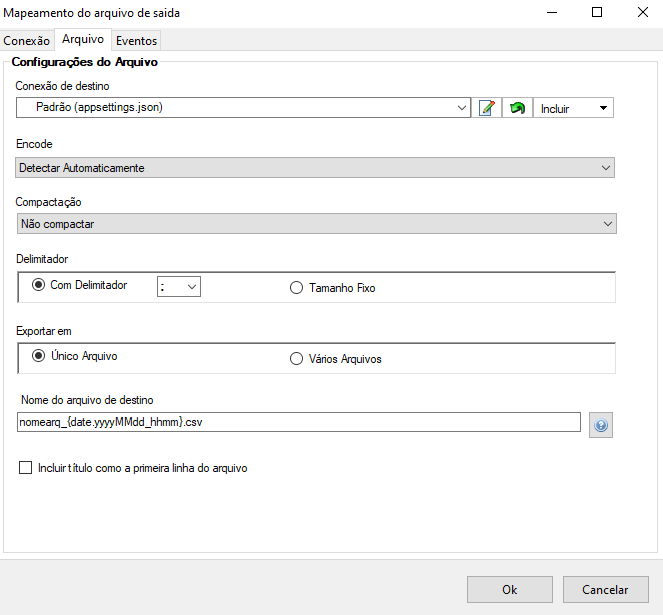 Mapeamento do arquivo de saida
Conexão Arquivo Eventos
Configurações do Arquivo
Conexão de destino
Padrão (appsettings.json) Incluir
Encode
Detectar Automaticamente
Compactação
Não compactar
Delimitador
Com Delimitador ; Tamanho Fixo
Exportar em
Único Arquivo Vários Arquivos
Nome do arquivo de destino
nomearq_{date.yyyyMMdd_hhmm}.csv
Incluir título como a primeira linha do arquivo
Ok Cancelar